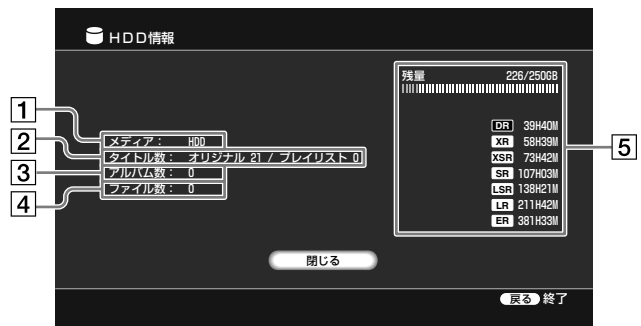 HDD情報
残量 226/250GB
1
2
3
4
5
メディア： HDD
タイトル数： オリジナル 21 / プレイリスト 0
アルバム数： 0
ファイル数： 0
DR 39H40M
XR 58H39M
XSR 73H42M
SR 107H03M
LSR 138H21M
LR 211H42M
ER 381H33M
閉じる
戻る 終了